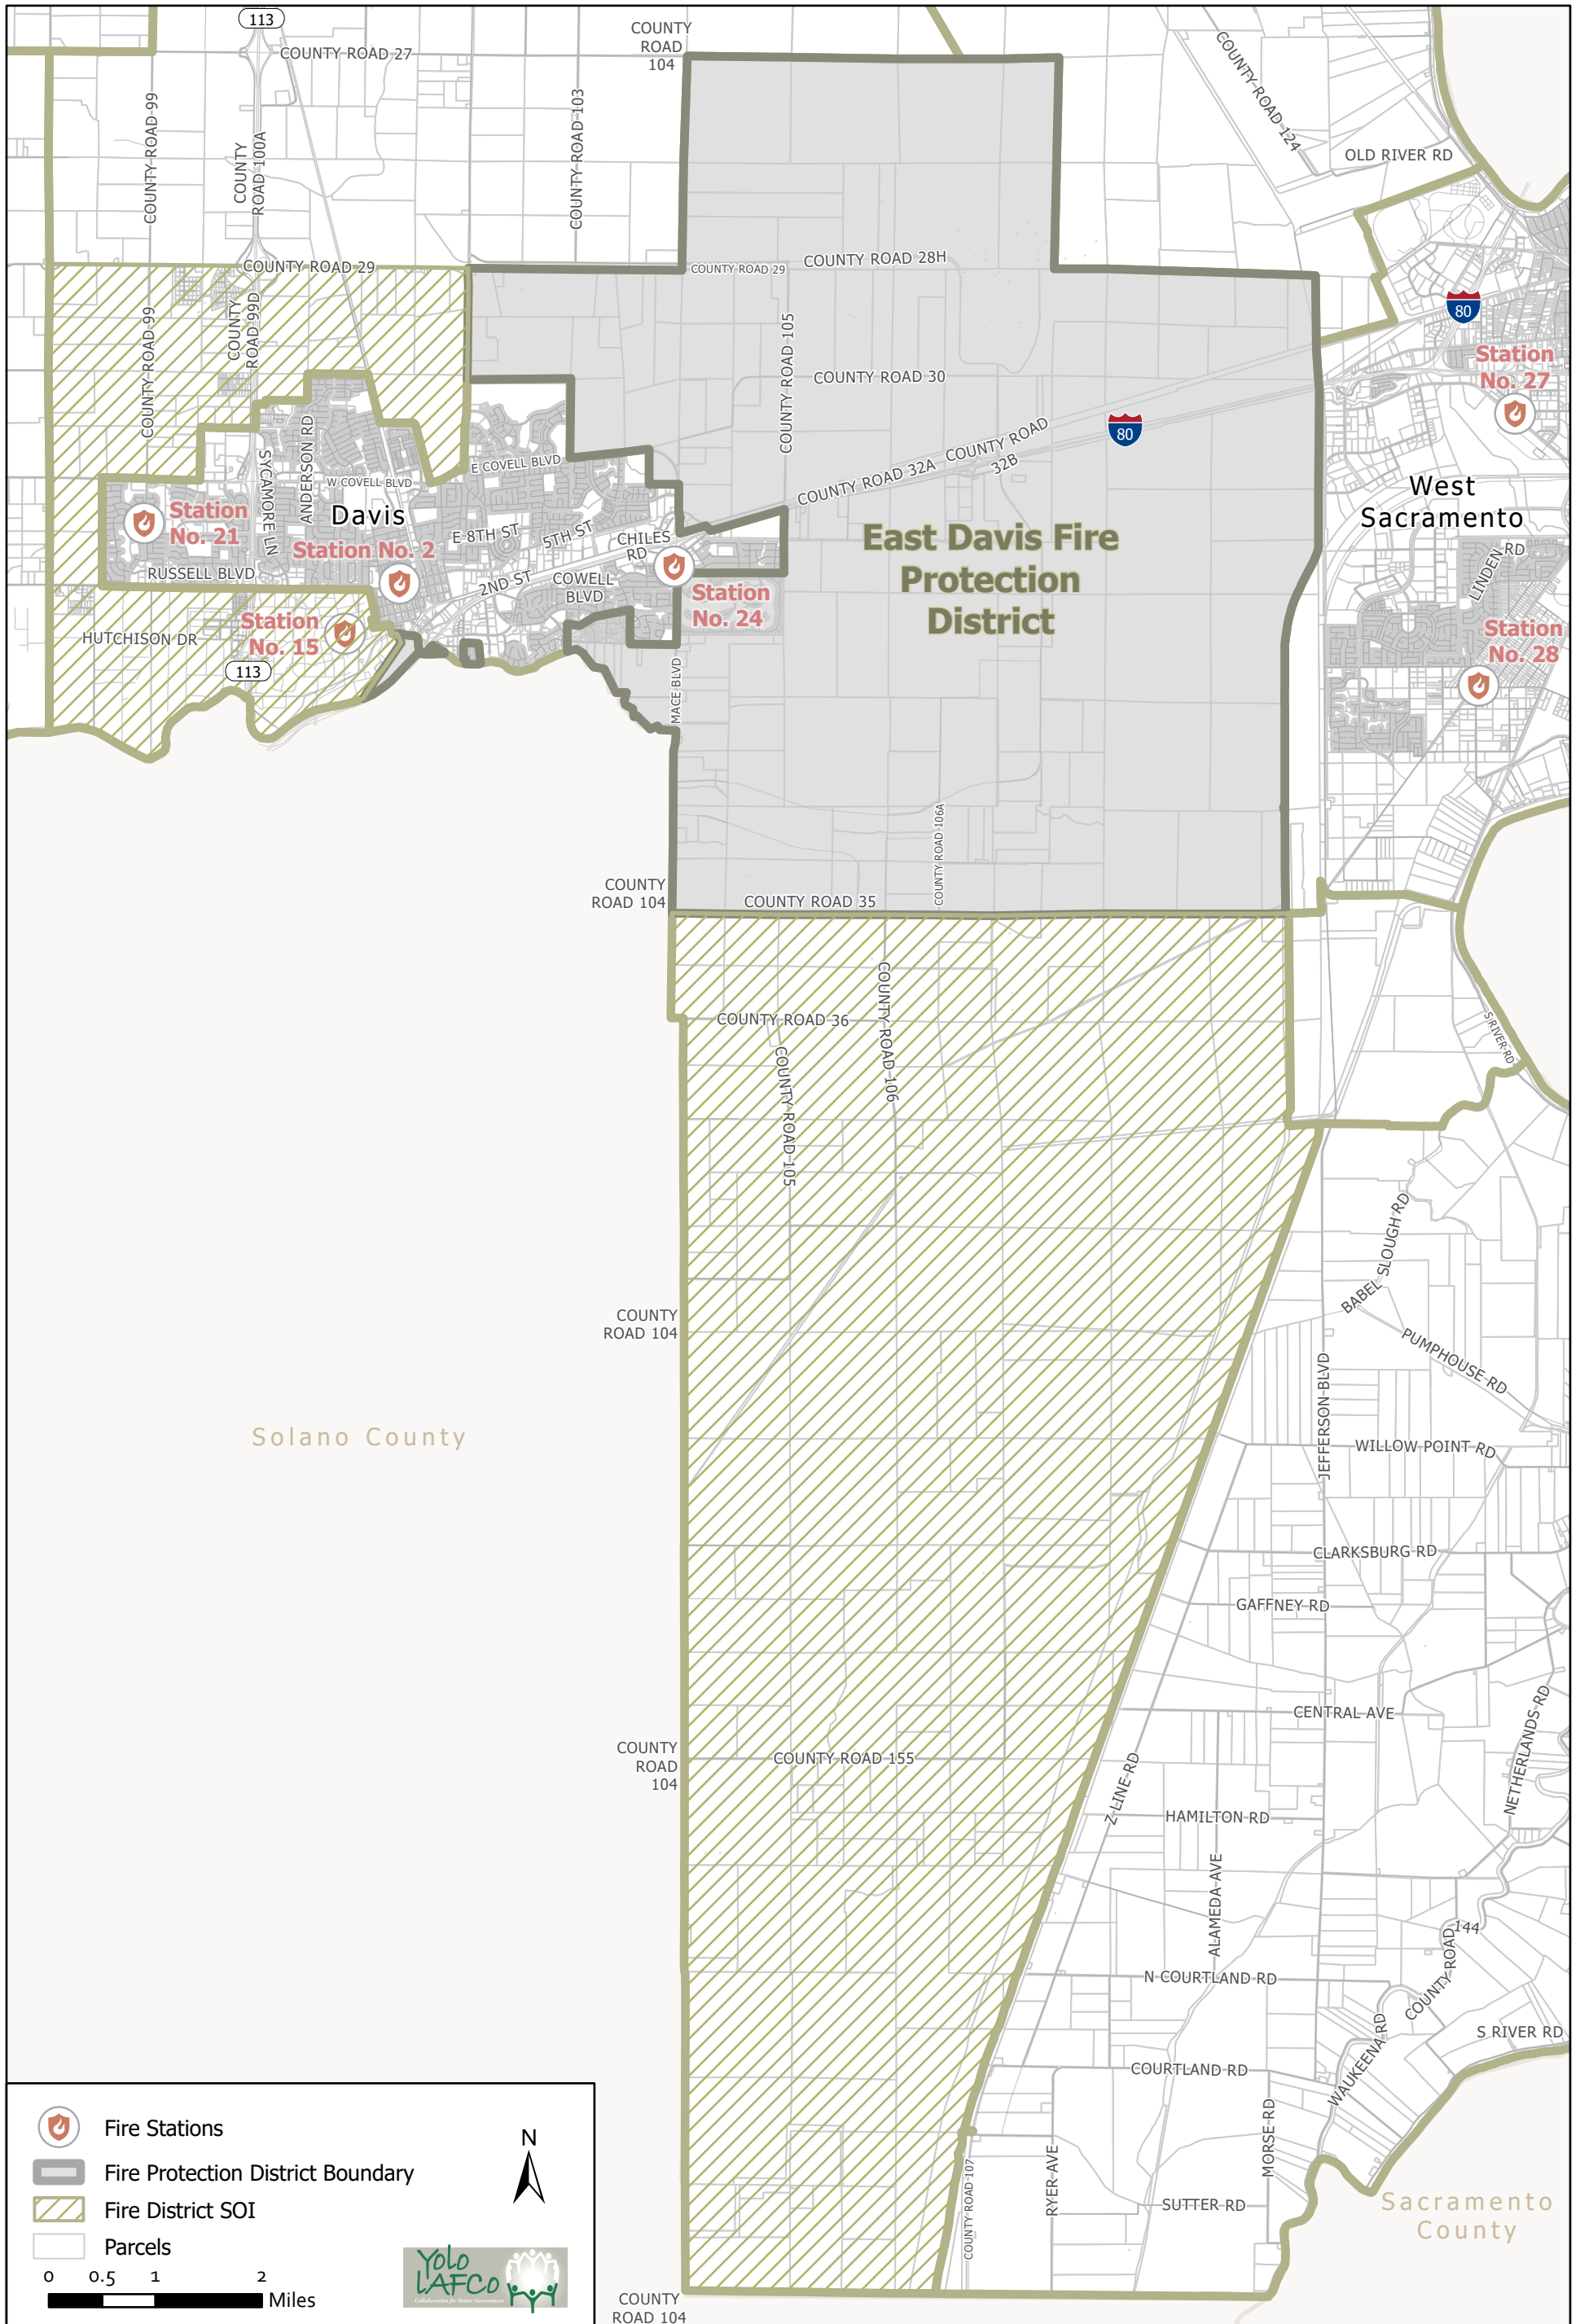 113
COUNTY ROAD 27
COUNTY
ROAD
104
COUNTY ROAD 99
COUNTY
ROAD 100A
COUNTY ROAD 103
COUNTY ROAD 124
OLD RIVER RD
COUNTY ROAD 29
COUNTY ROAD 29
COUNTY ROAD 28H
COUNTY ROAD 99
COUNTY
ROAD 99D
COUNTY ROAD 105
COUNTY ROAD 30
80
80
Station
No. 27
COUNTY ROAD 32A
COUNTY ROAD
32B
SYCAMORE LN
ANDERSON RD
W COVELL BLVD
E COVELL BLVD
West
Sacramento
Davis
Station
No. 21
Station No. 2
E 8TH ST
5TH ST
CHILES
RD
East Davis Fire
Protection
District
LINDEN RD
RUSSELL BLVD
2ND ST
COWELL
BLVD
Station
No. 24
Station
No. 15
HUTCHISON DR
113
Station
No. 28
MACE BLVD
COUNTY ROAD 106A
COUNTY
ROAD 104
COUNTY ROAD 35
COUNTY ROAD 36
COUNTY ROAD 106
COUNTY ROAD 105
S RIVER RD
BABEL SLOUGH RD
COUNTY
ROAD 104
PUMPHOUSE RD
JEFFERSON BLVD
Solano County
WILLOW POINT RD
CLARKSBURG RD
GAFFNEY RD
CENTRAL AVE
NETHERLANDS RD
COUNTY
ROAD
104
COUNTY ROAD 155
Z LINE RD
HAMILTON RD
ALAMEDA AVE
COUNTY ROAD 144
N COURTLAND RD
S RIVER RD
WAUKEENA RD
COURTLAND RD
MORSE RD
RYER AVE
COUNTY ROAD 107
SUTTER RD
Sacramento
County
COUNTY
ROAD 104
Fire Stations
Fire Protection District Boundary
Fire District SOI
Parcels
N
0 0.5 1 2
Miles
Yolo
LAFCo
Collaboration for Better Government